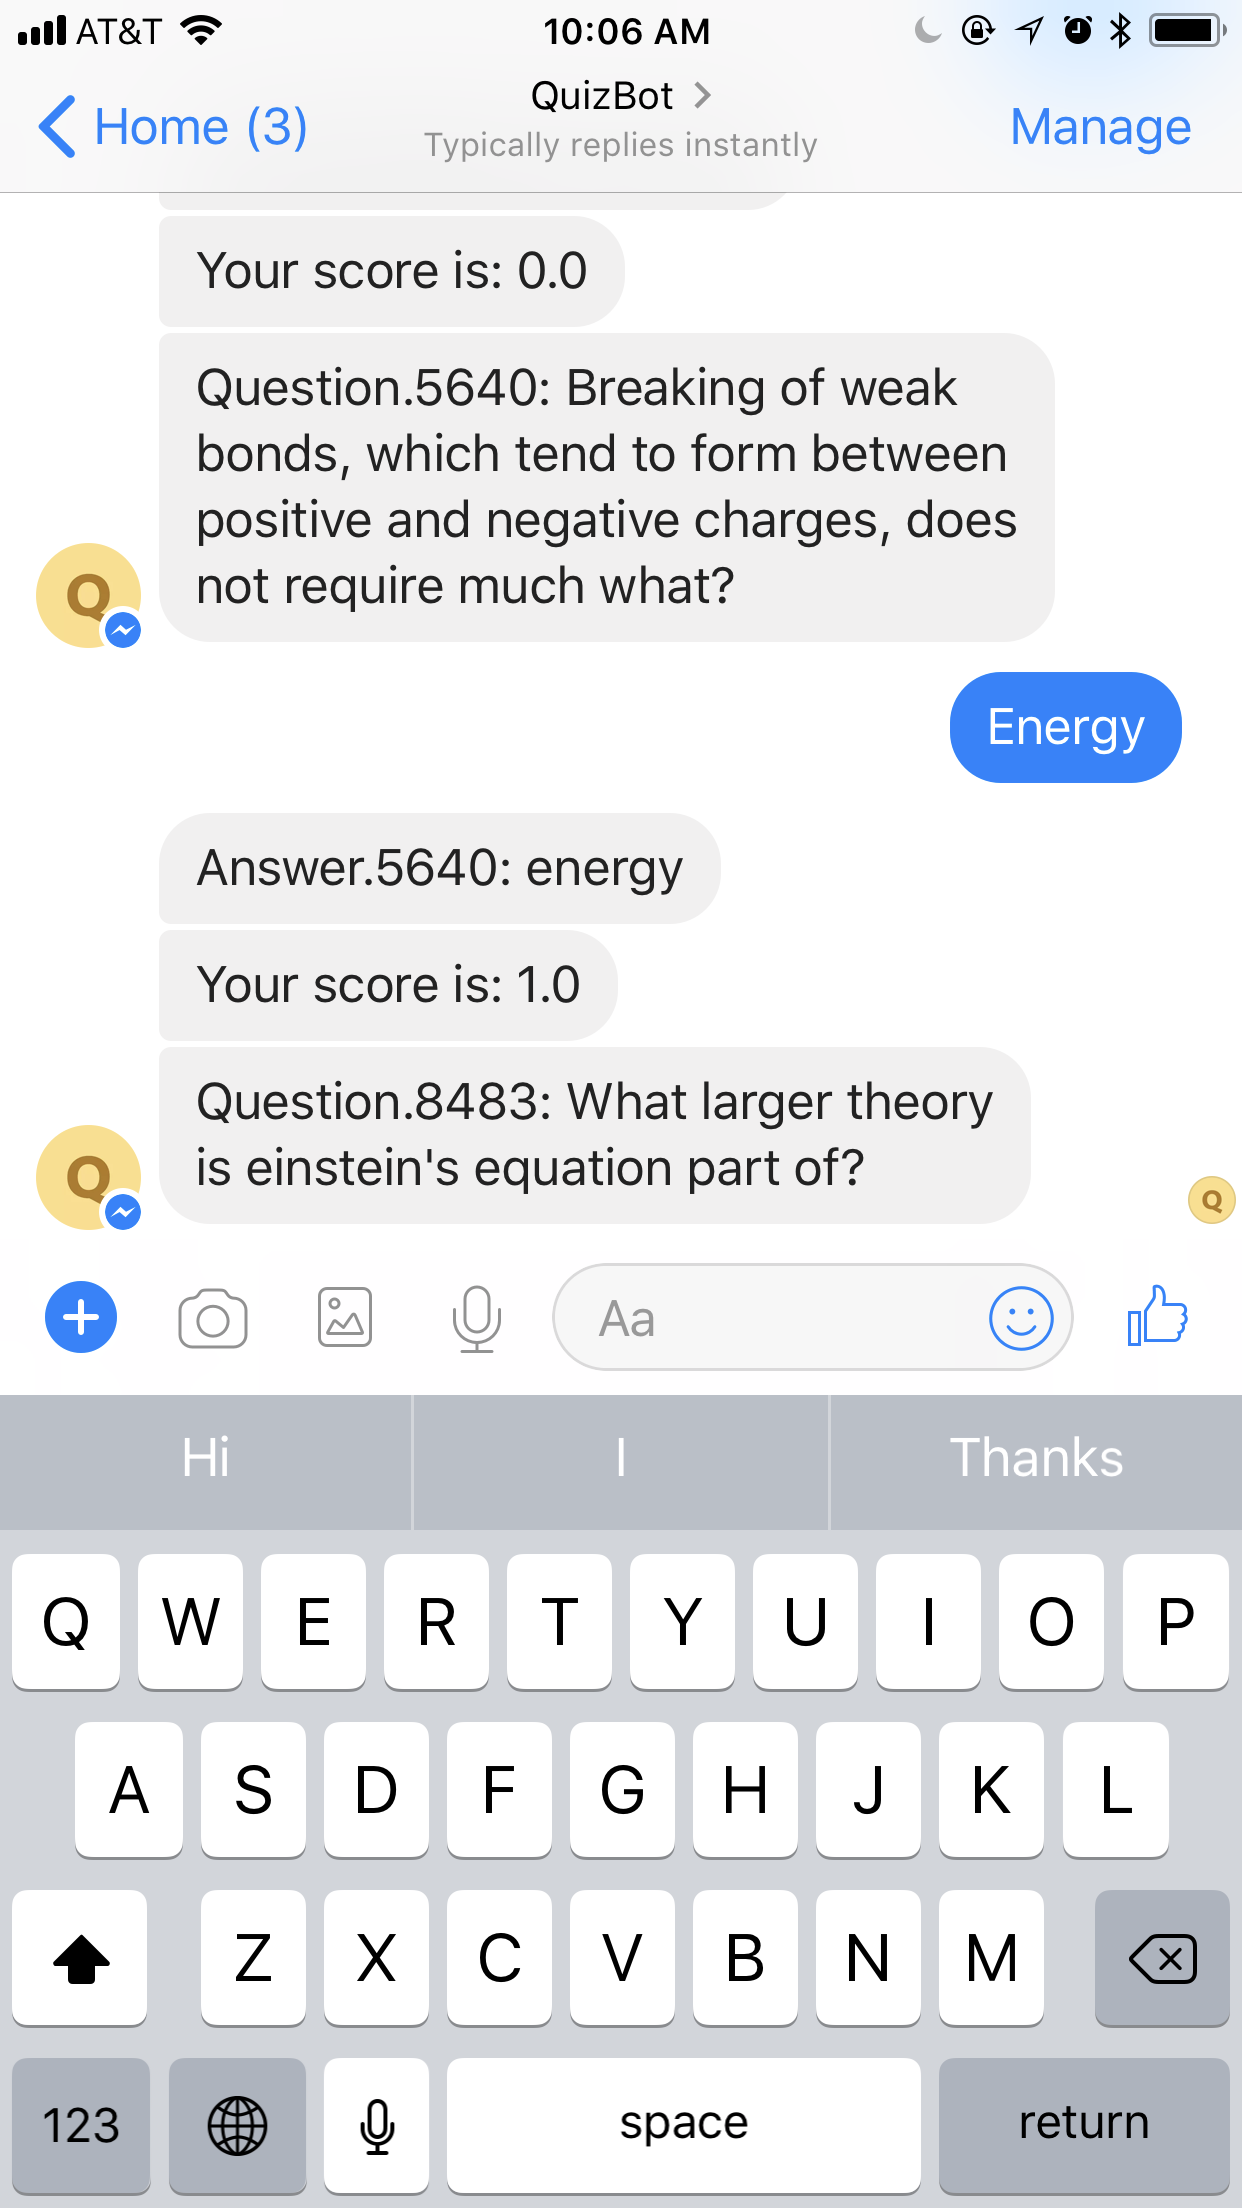 AT&T 10:06 AM
Home (3) QuizBot Manage
Typically replies instantly
Your score is: 0.0
Question.5640: Breaking of weak
bonds, which tend to form between
positive and negative charges, does
not require much what?
Q
Energy
Answer.5640: energy
Your score is: 1.0
Question.8483: What larger theory
is einstein's equation part of?
Q
Q
Aa
Hi I Thanks
Q W E R T Y U I O P
A S D F G H J K L
Z X C V B N M
123 space return